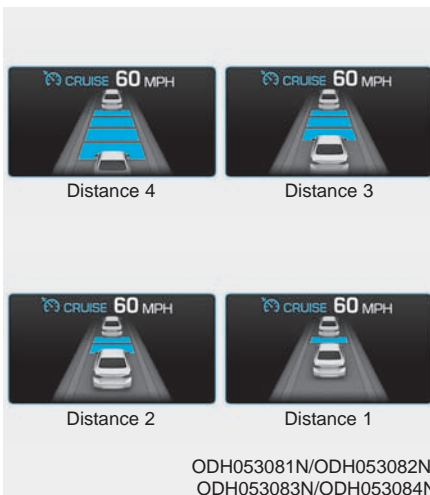 CRUISE 60 MPH
CRUISE 60 MPH
Distance 4
Distance 3
CRUISE 60 MPH
CRUISE 60 MPH
Distance 2
Distance 1
ODH053081N/ODH053082N
ODH053083N/ODH053084N